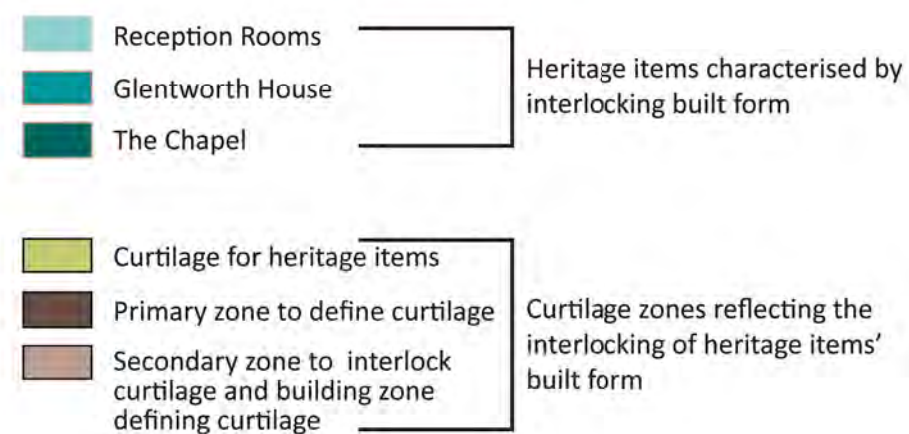 Reception Rooms
Glentworth House
The Chapel
Heritage items characterised by
interlocking built form
Curtilage for heritage items
Primary zone to define curtilage
Secondary zone to interlock
curtilage and building zone
defining curtilage
Curtilage zones reflecting the
interlocking of heritage items’
built form